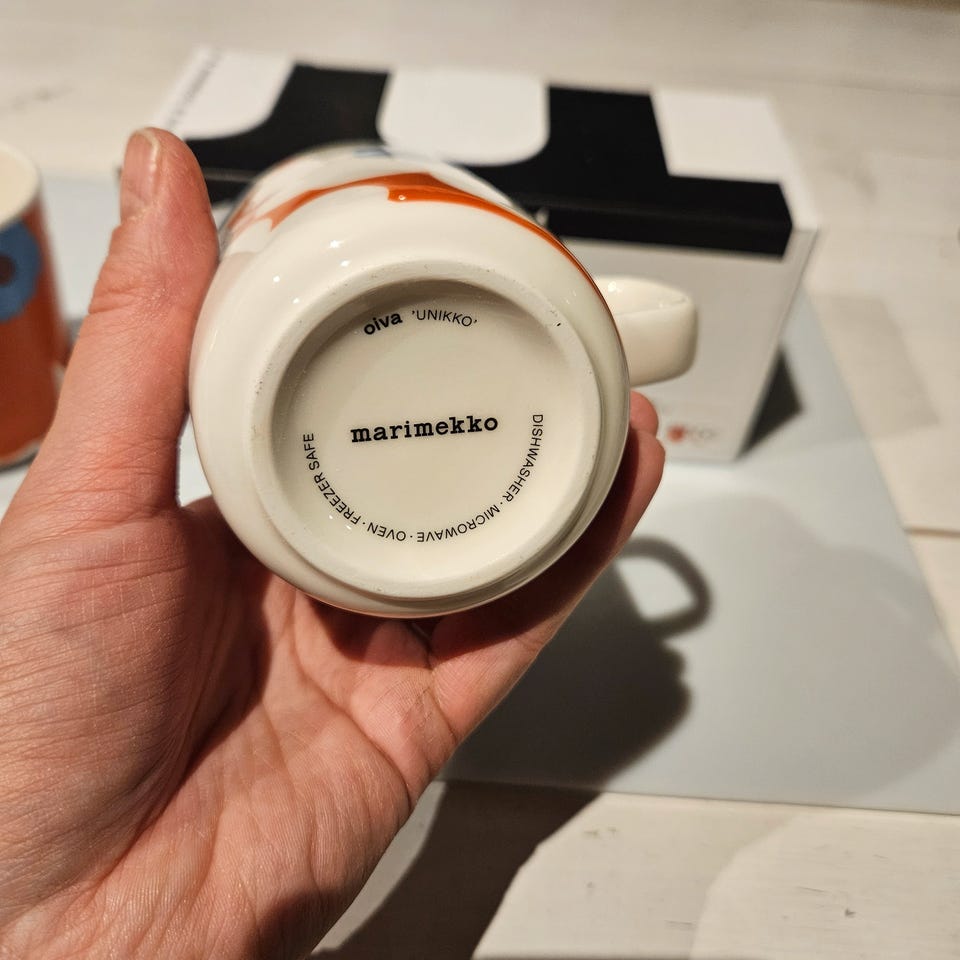 oiva 'UNIKKO'
marimekko
DISHWASHER · MICROWAVE · OVEN · FREEZER SAFE